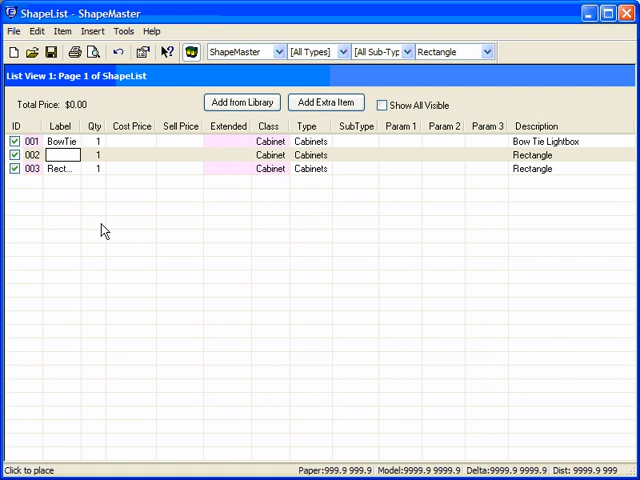 ShapeList - ShapeMaster
File Edit Item Insert Tools Help
ShapeMaster [All Types] [All Sub-Typ Rectangle
List View 1: Page 1 of ShapeList
Total Price: $0.00 Add from Library Add Extra Item Show All Visible
ID Label Qty Cost Price Sell Price Extended Class Type SubType Param 1 Param 2 Param 3 Description
001 BowTie 1 Cabinet Cabinets Bow Tie Lightbox
002 1 Cabinet Cabinets Rectangle
003 Rect... 1 Cabinet Cabinets Rectangle
Click to place Paper:999.9 999.9 Model:9999.9 9999.9 Delta:9999.9 9999.9 Dist: 9999.9 999